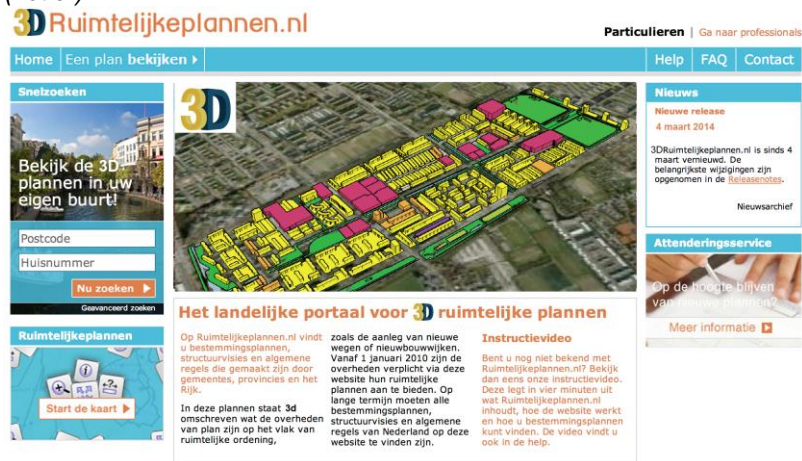 3D Ruimtelijkeplannen.nl
Particulieren | Ga naar professionals
Home
Een plan bekijken
Help
FAQ
Contact
Snelzoeken
Bekijk de 3D
plannen in uw
eigen buurt!
Postcode
Huisnummer
Nu zoeken
Geavanceerd zoeken
Ruimtelijkeplannen
Start de kaart
3D
Het landelijke portaal voor 3D ruimtelijke plannen
Op Ruimtelijkeplannen.nl vindt
u bestemmingsplannen,
structuurvisies en algemene
regels die gemaakt zijn door
gemeentes, provincies en het
Rijk.
In deze plannen staat 3d
omschreven wat de overheden
van plan zijn op het vlak van
ruimtelijke ordening,
zoals de aanleg van nieuwe
wegen of nieuwbouwwijken.
Vanaf 1 januari 2010 zijn de
overheden verplicht via deze
website hun ruimtelijke
plannen aan te bieden. Op
lange termijn moeten alle
bestemmingsplannen,
structuurvisies en algemene
regels van Nederland op deze
website te vinden zijn.
Instructievideo
Bent u nog niet bekend met
Ruimtelijkeplannen.nl? Bekijk
dan eens onze instructievideo.
Deze legt in vier minuten uit
wat Ruimtelijkeplannen.nl
inhoudt, hoe de website werkt
en hoe u bestemmingsplannen
kunt vinden. De video vindt u
ook in de help.
Nieuws
Nieuwe release
4 maart 2014
3DRuimtelijkeplannen.nl is sinds 4
maart vernieuwd. De
belangrijkste wijzigingen zijn
opgenomen in de Releasenotes.
Nieuwsarchief
Attenderingsservice
Op de hoogte blijven
van nieuwe plannen?
Meer informatie